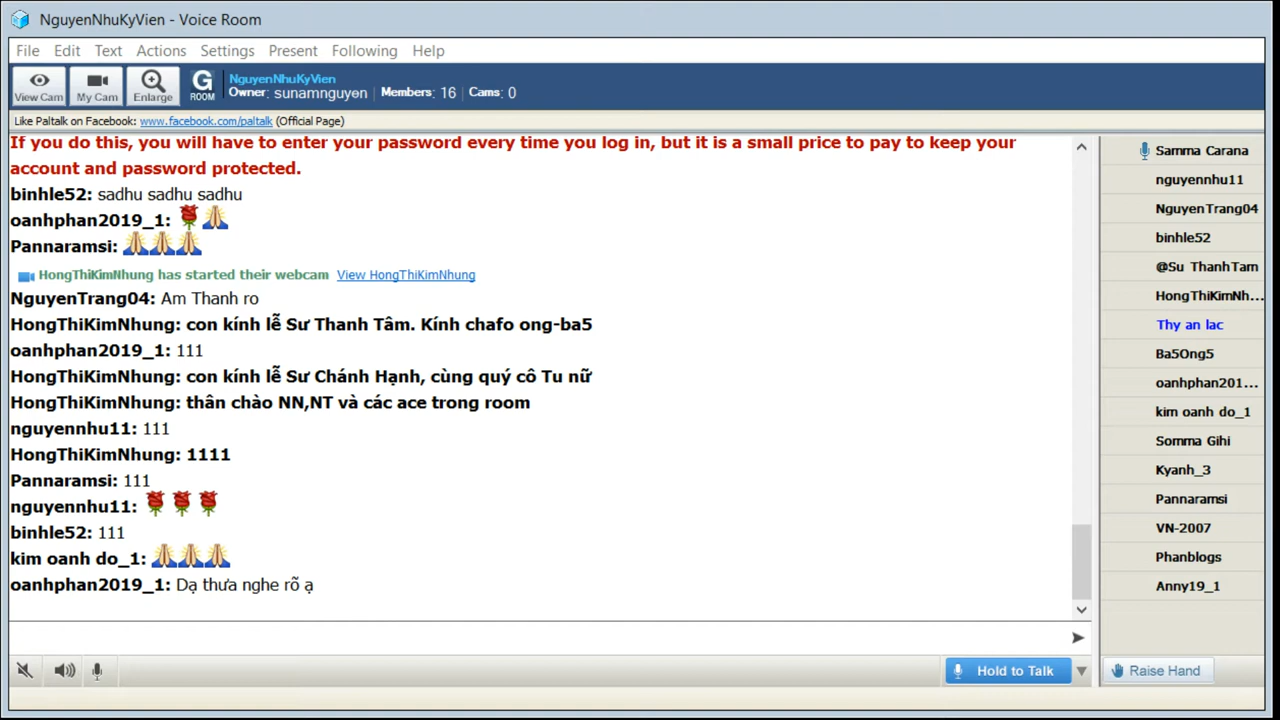 NguyenNhuKyVien - Voice Room
File Edit Text Actions Settings Present Following Help
View Cam My Cam Enlarge G ROOM
NguyenNhuKyVien
Owner: sunamnguyen Members: 16 Cams: 0
Like Paltalk on Facebook: www.facebook.com/paltalk (Official Page)
If you do this, you will have to enter your password every time you log in, but it is a small price to pay to keep your
account and password protected.
binhle52: sadhu sadhu sadhu
oanhphan2019_1: 🌹🙏
Pannaramsi: 🙏🙏🙏
HongThiKimNhung has started their webcam View HongThiKimNhung
NguyenTrang04: Am Thanh ro
HongThiKimNhung: con kính lễ Sư Thanh Tâm. Kính chafo ong-ba5
oanhphan2019_1: 111
HongThiKimNhung: con kính lễ Sư Chánh Hạnh, cùng quý cô Tu nữ
HongThiKimNhung: thân chào NN,NT và các ace trong room
nguyennhu11: 111
HongThiKimNhung: 1111
Pannaramsi: 111
nguyennhu11: 🌹🌹🌹
binhle52: 111
kim oanh do_1: 🙏🙏🙏
oanhphan2019_1: Dạ thưa nghe rõ ạ
Samma Carana
nguyennhu11
NguyenTrang04
binhle52
@Su ThanhTam
HongThiKimNh...
Thy an lac
Ba5Ong5
oanhphan201...
kim oanh do_1
Somma Gihi
Kyanh_3
Pannaramsi
VN-2007
Phanblogs
Anny19_1
Hold to Talk
Raise Hand